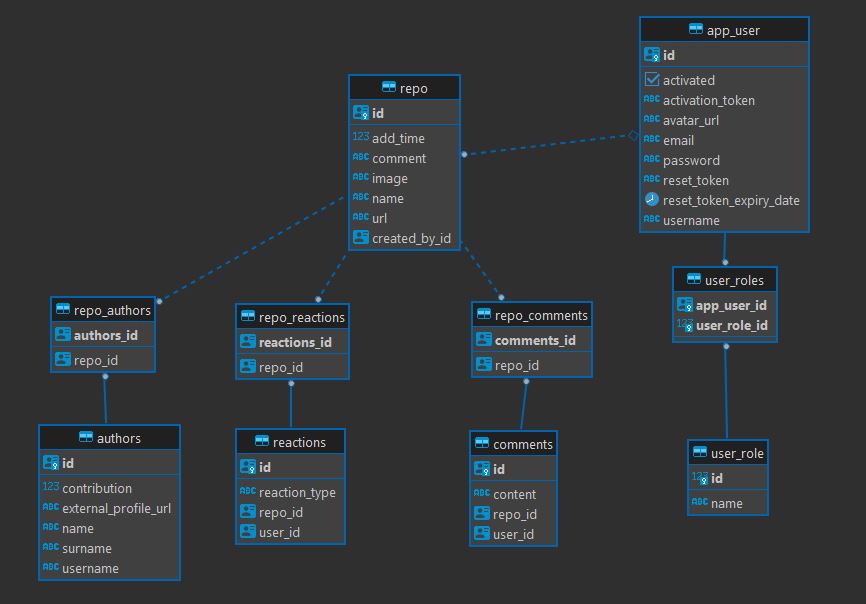 app_user
id
activated
ABC activation_token
ABC avatar_url
ABC email
ABC password
ABC reset_token
reset_token_expiry_date
ABC username
repo
id
123 add_time
ABC comment
ABC image
ABC name
ABC url
created_by_id
user_roles
app_user_id
123 user_role_id
repo_authors
authors_id
repo_id
repo_reactions
reactions_id
repo_id
repo_comments
comments_id
repo_id
authors
id
123 contribution
ABC external_profile_url
ABC name
ABC surname
ABC username
reactions
id
ABC reaction_type
repo_id
user_id
comments
id
ABC content
repo_id
user_id
user_role
123 id
ABC name